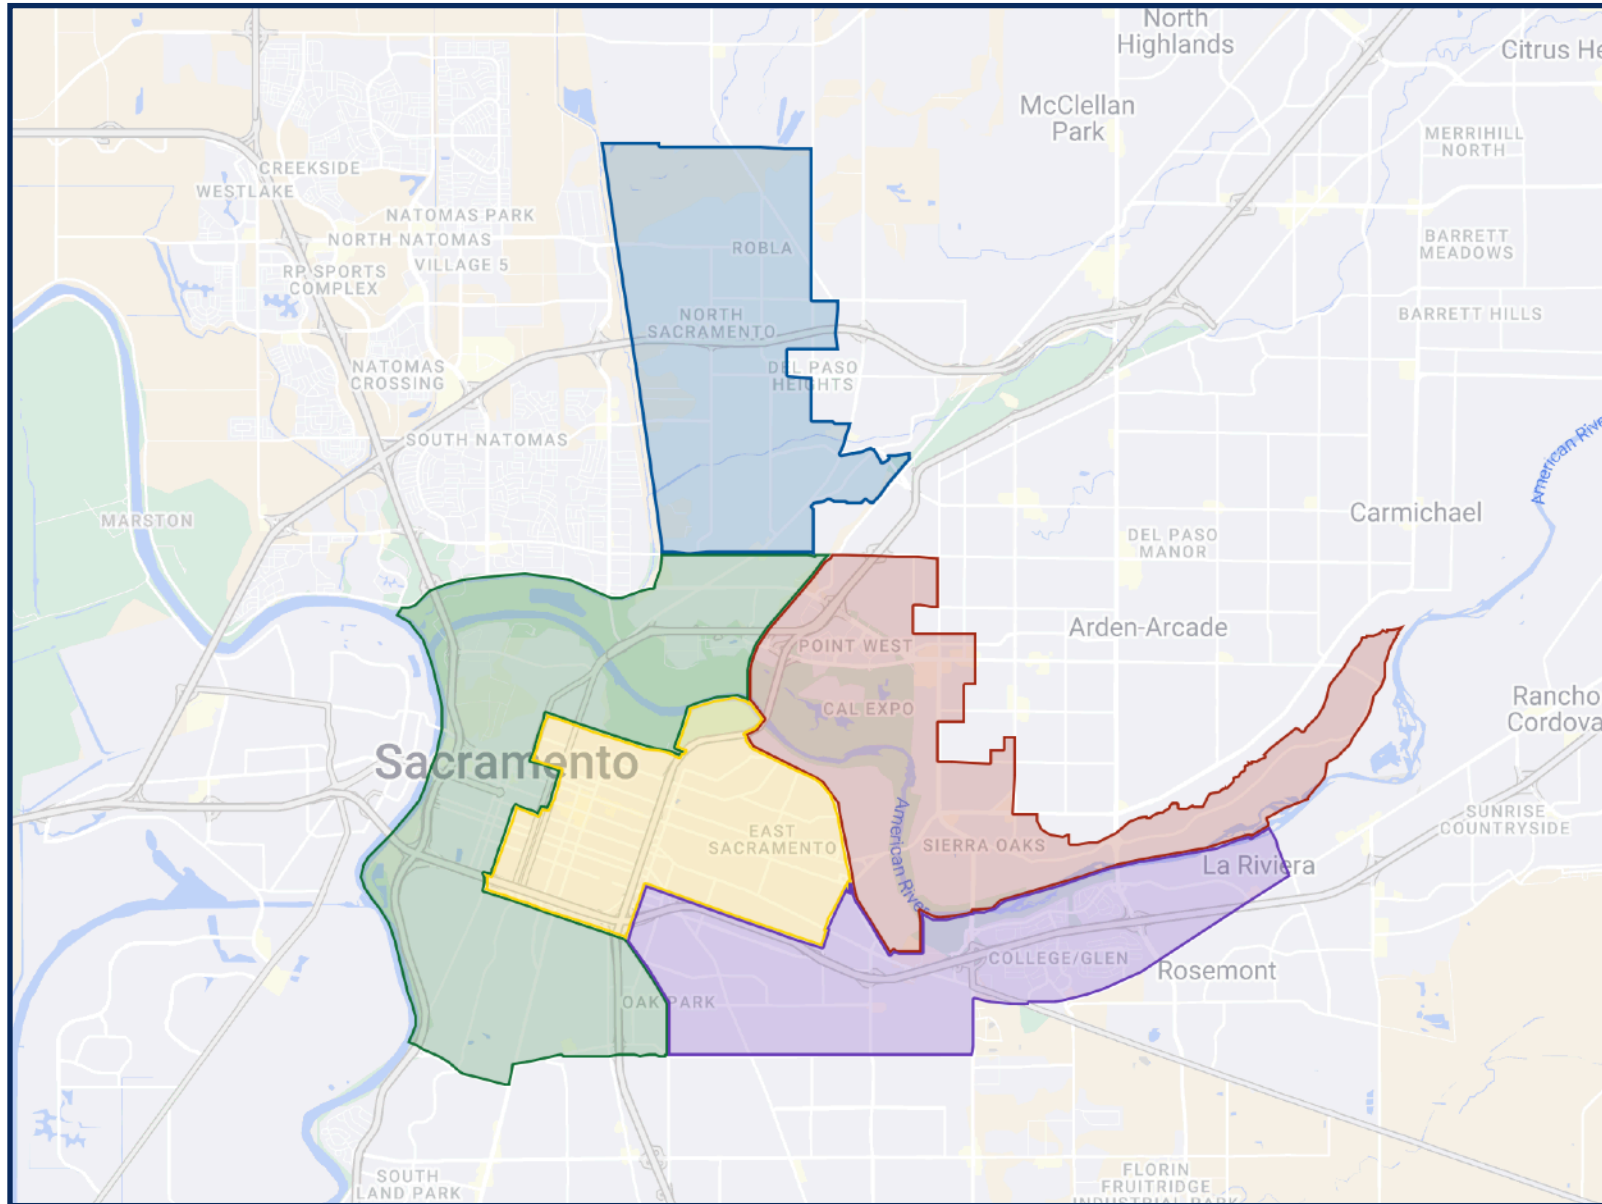 North
Highlands
Citrus He
McClellan
Park
MERRIHILL
NORTH
CREEKSIDE
WESTLAKE
NATOMAS PARK
NORTH NATOMAS
VILLAGE 5
ROBLA
BARRETT
MEADOWS
RP SPORTS
COMPLEX
NORTH
SACRAMENTO
BARRETT HILLS
NATOMAS
CROSSING
DEL PASO
HEIGHTS
SOUTH NATOMAS
American Rive
MARSTON
Carmichael
DEL PASO
MANOR
Arden-Arcade
POINT WEST
CAL EXPO
Rancho
Cordova
Sacramento
American River
EAST
SACRAMENTO
SIERRA OAKS
SUNRISE
COUNTRYSIDE
La Riviera
COLLEGE/GLEN
Rosemont
OAK PARK
SOUTH
LAND PARK
FLORIN
FRUITRIDGE
INDUSTRIAL PARK